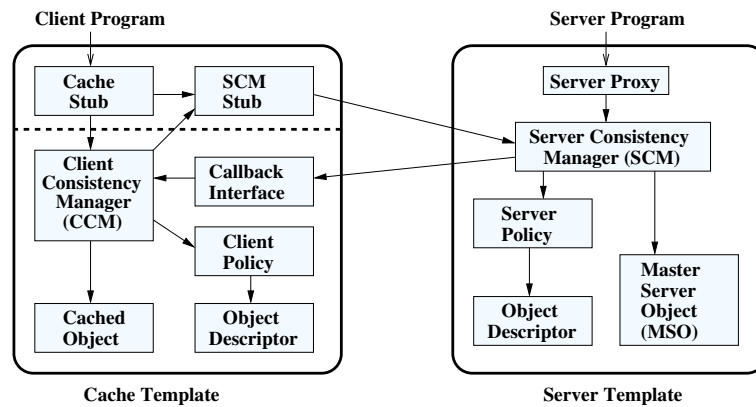 Client Program
Server Program
Cache
Stub
SCM
Stub
Server Proxy
Client
Consistency
Manager
(CCM)
Callback
Interface
Server Consistency
Manager (SCM)
Client
Policy
Server
Policy
Cached
Object
Object
Descriptor
Object
Descriptor
Master
Server
Object
(MSO)
Cache Template
Server Template